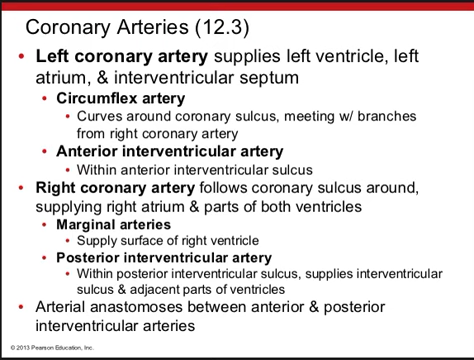 Coronary Arteries (12.3)
• Left coronary artery supplies left ventricle, left
atrium, & interventricular septum
• Circumflex artery
• Curves around coronary sulcus, meeting w/ branches
from right coronary artery
• Anterior interventricular artery
• Within anterior interventricular sulcus
• Right coronary artery follows coronary sulcus around,
supplying right atrium & parts of both ventricles
• Marginal arteries
• Supply surface of right ventricle
• Posterior interventricular artery
• Within posterior interventricular sulcus, supplies interventricular
sulcus & adjacent parts of ventricles
• Arterial anastomoses between anterior & posterior
interventricular arteries
© 2013 Pearson Education, Inc.